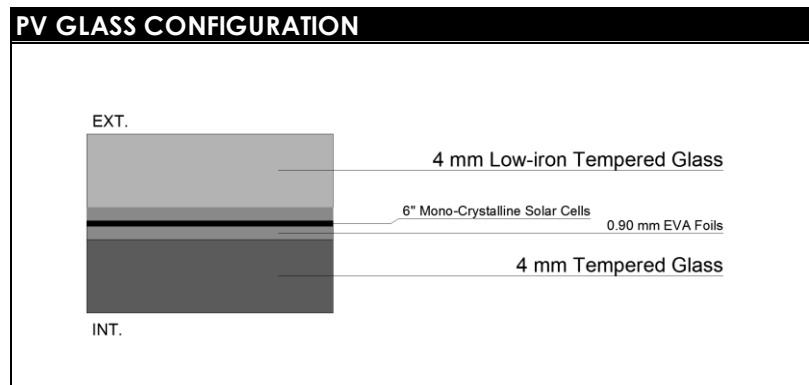 PV GLASS CONFIGURATION
EXT.
4 mm Low-iron Tempered Glass
6" Mono-Crystalline Solar Cells
0.90 mm EVA Foils
4 mm Tempered Glass
INT.